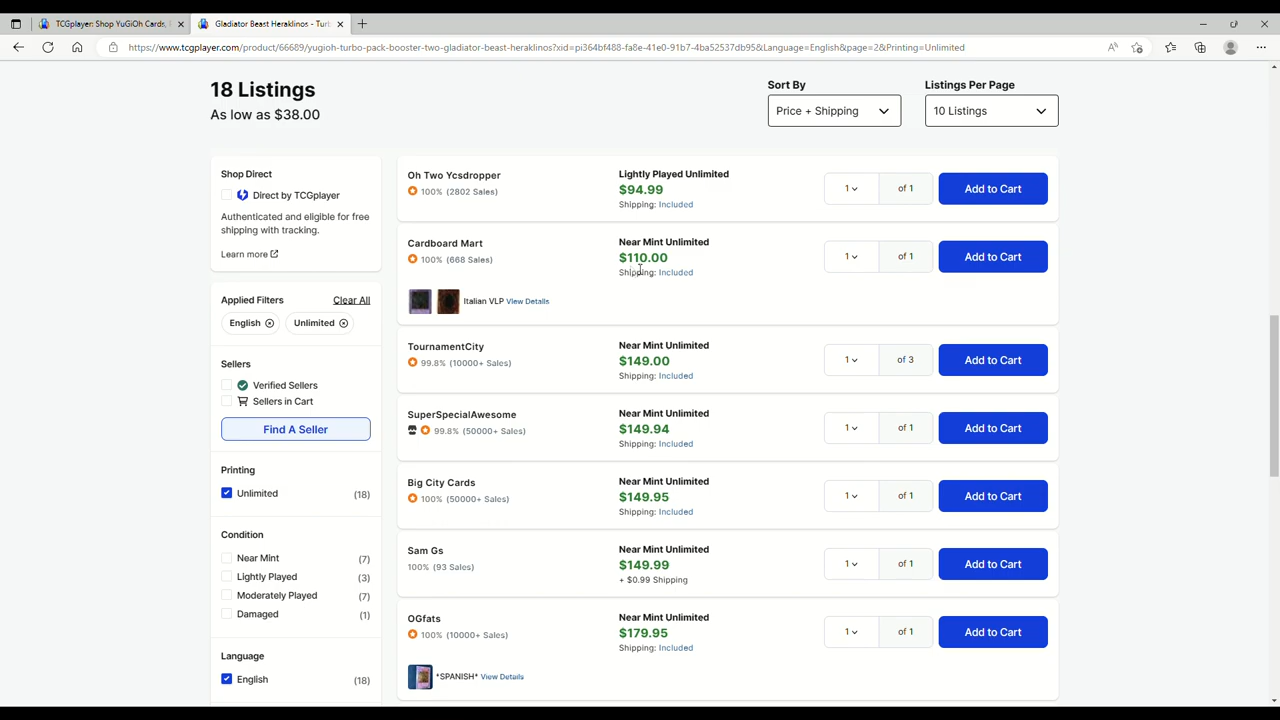 TCGplayer: Shop YuGiOh Cards,
Gladiator Beast Heraklinos - Turb
https://www.tcgplayer.com/product/66689/yugioh-turbo-pack-booster-two-gladiator-beast-heraklinos?xid=pi364bf488-fa8e-41e0-91b7-4ba52537db95&Language=English&page=2&Printing=Unlimited
18 Listings
As low as $38.00
Sort By
Listings Per Page
Price + Shipping
10 Listings
Shop Direct
Direct by TCGplayer
Authenticated and eligible for free
shipping with tracking.
Learn more
Applied Filters Clear All
English Unlimited
Sellers
Verified Sellers
Sellers in Cart
Find A Seller
Printing
Unlimited (18)
Condition
Near Mint (7)
Lightly Played (3)
Moderately Played (7)
Damaged (1)
Language
English (18)
Oh Two Ycsdropper
100% (2802 Sales)
Lightly Played Unlimited
$94.99
Shipping: Included
1 of 1 Add to Cart
Cardboard Mart
100% (668 Sales)
Near Mint Unlimited
$110.00
Shipping: Included
1 of 1 Add to Cart
Italian VLP View Details
TournamentCity
99.8% (10000+ Sales)
Near Mint Unlimited
$149.00
Shipping: Included
1 of 3 Add to Cart
SuperSpecialAwesome
99.8% (50000+ Sales)
Near Mint Unlimited
$149.94
Shipping: Included
1 of 1 Add to Cart
Big City Cards
100% (50000+ Sales)
Near Mint Unlimited
$149.95
Shipping: Included
1 of 1 Add to Cart
Sam Gs
100% (93 Sales)
Near Mint Unlimited
$149.99
+ $0.99 Shipping
1 of 1 Add to Cart
OGfats
100% (10000+ Sales)
Near Mint Unlimited
$179.95
Shipping: Included
1 of 1 Add to Cart
*SPANISH* View Details